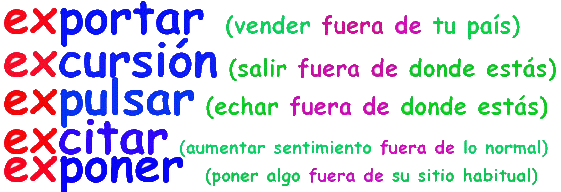 exportar (vender fuera de tu país)
excursión (salir fuera de donde estás)
expulsar (echar fuera de donde estás)
excitar (aumentar sentimiento fuera de lo normal)
exponer (poner algo fuera de su sitio habitual)